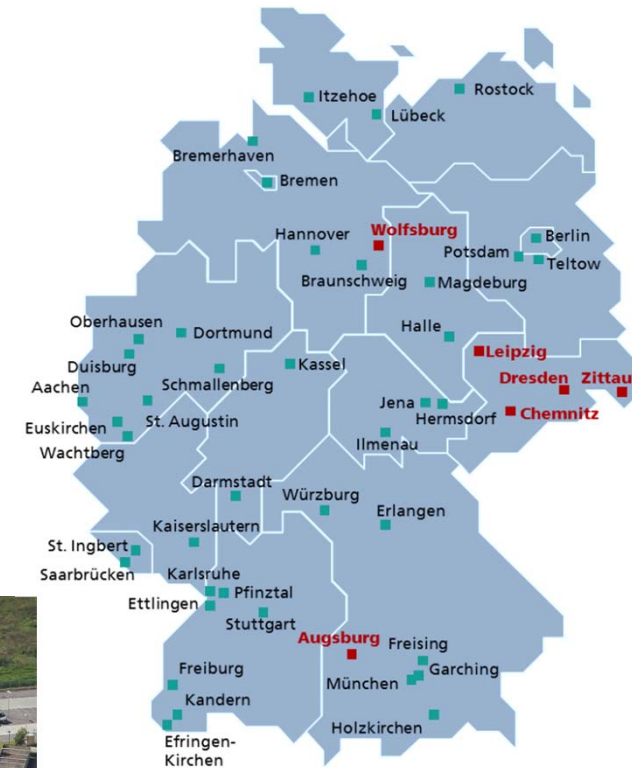 Itzehoe
Rostock
Lübeck
Bremerhaven
Bremen
Hannover
Wolfsburg
Berlin
Potsdam
Teltow
Braunschweig
Magdeburg
Oberhausen
Dortmund
Halle
Leipzig
Duisburg
Kassel
Schmallenberg
Dresden
Zittau
Aachen
Jena
Hermsdorf
Chemnitz
St. Augustin
Euskirchen
Ilmenau
Wachtberg
Darmstadt
Würzburg
Erlangen
Kaiserslautern
St. Ingbert
Saarbrücken
Karlsruhe
Pfinztal
Ettlingen
Stuttgart
Augsburg
Freising
Garching
Freiburg
München
Kandern
Holzkirchen
Efringen-
Kirchen